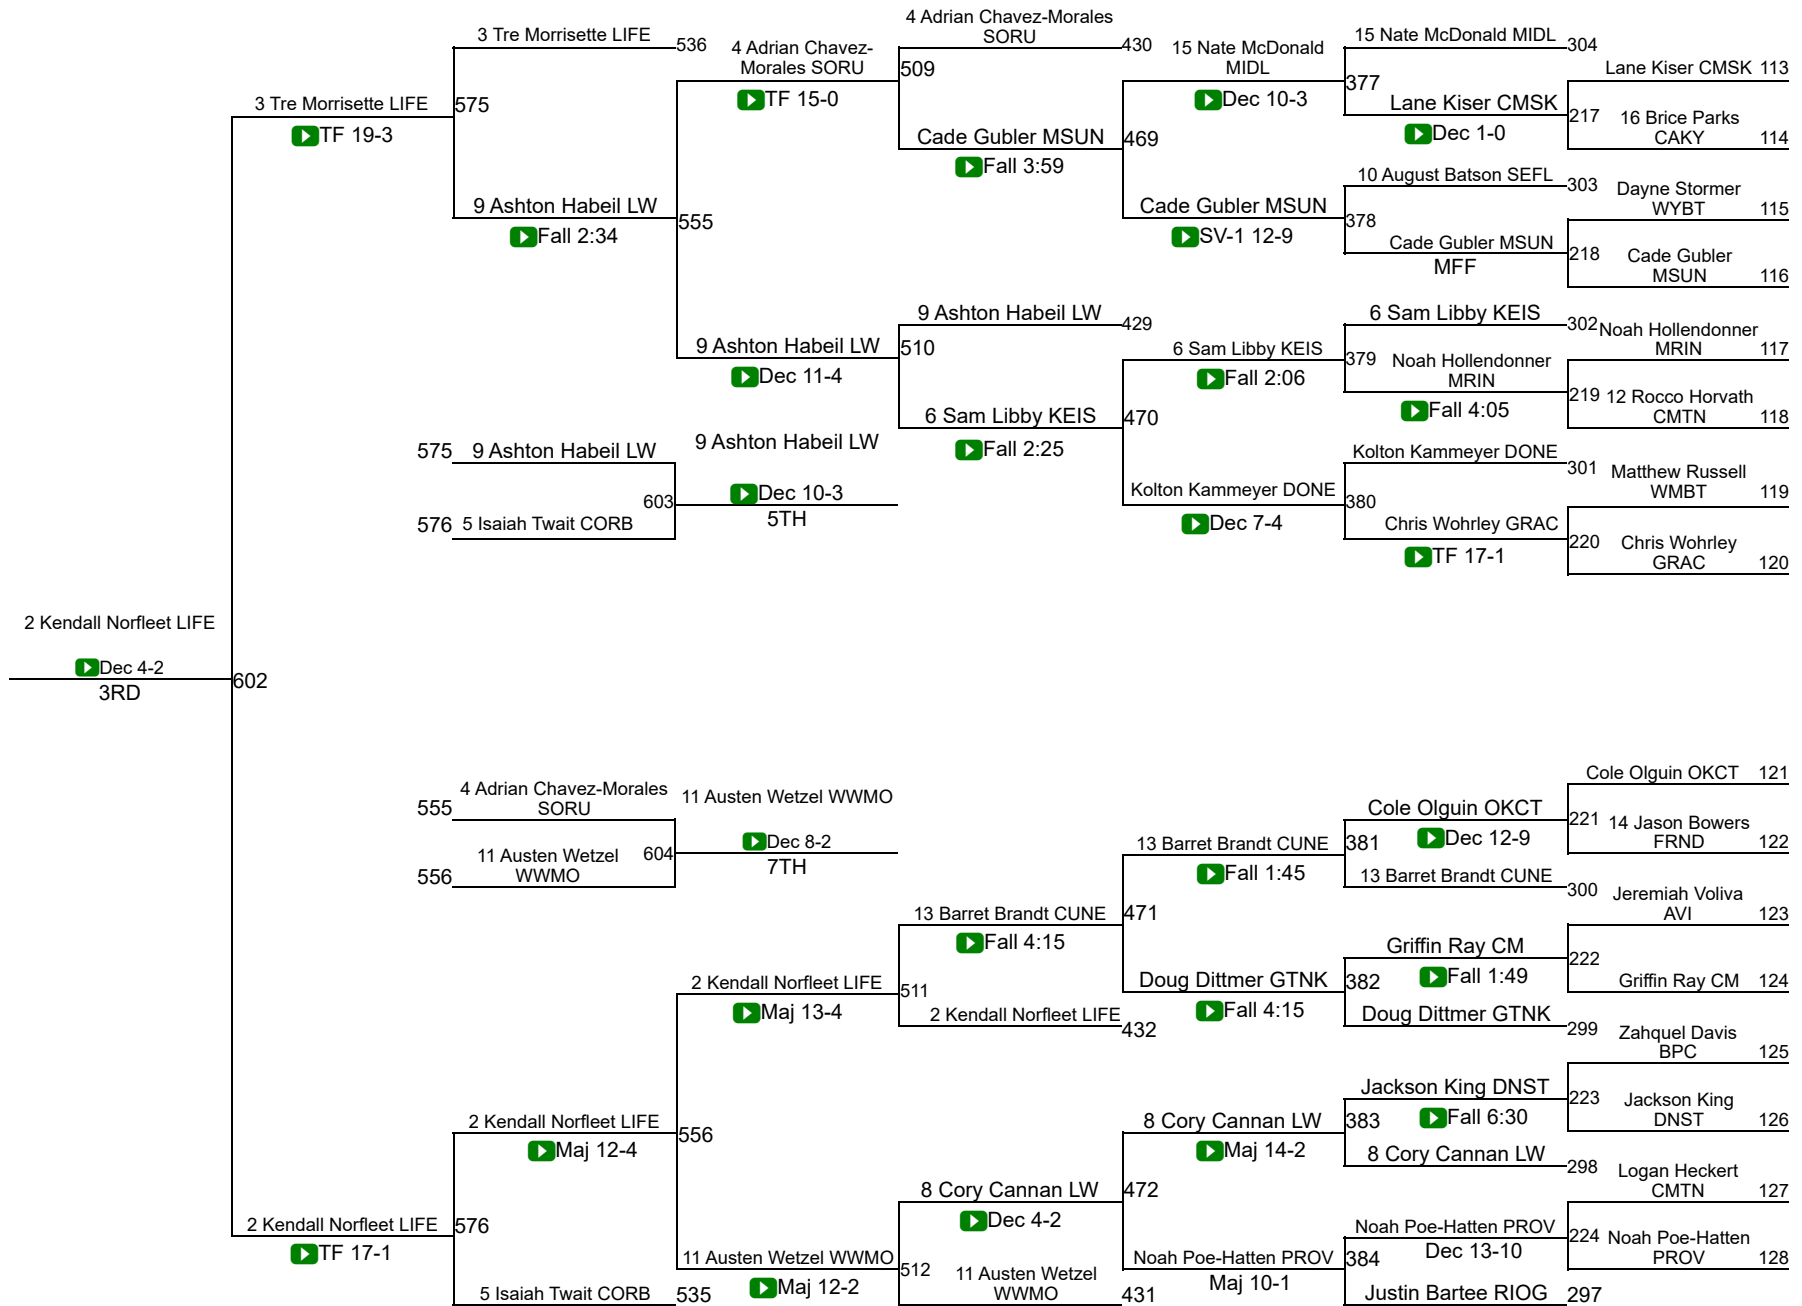 4 Adrian Chavez-Morales
SORU
3 Tre Morrisette LIFE
536
4 Adrian Chavez-
Morales SORU
430
15 Nate McDonald
MIDL
15 Nate McDonald MIDL
304
509
Lane Kiser CMSK 113
377
3 Tre Morrisette LIFE
575
TF 15-0
Dec 10-3
Lane Kiser CMSK
217
16 Brice Parks
CAKY 114
TF 19-3
Cade Gubler MSUN
469
Dec 1-0
Fall 3:59
10 August Batson SEFL
303
Dayne Stormer
WYBT 115
9 Ashton Habeil LW
555
Cade Gubler MSUN
378
Fall 2:34
SV-1 12-9
Cade Gubler MSUN
MFF
218
Cade Gubler
MSUN 116
9 Ashton Habeil LW
429
6 Sam Libby KEIS
302
Noah Hollendonner
MRIN 117
9 Ashton Habeil LW
510
6 Sam Libby KEIS
379
Noah Hollendonner
MRIN
Dec 11-4
Fall 2:06
219
12 Rocco Horvath
CMTN 118
6 Sam Libby KEIS
470
Fall 4:05
575
9 Ashton Habeil LW
9 Ashton Habeil LW
Fall 2:25
Kolton Kammeyer DONE
301
Matthew Russell
WMBT 119
603
Dec 10-3
5TH
Kolton Kammeyer DONE
380
576
5 Isaiah Twait CORB
Dec 7-4
Chris Wohrley GRAC
220
Chris Wohrley
GRAC 120
TF 17-1
2 Kendall Norfleet LIFE
Dec 4-2
3RD
602
Cole Olguin OKCT 121
4 Adrian Chavez-Morales
SORU
555
11 Austen Wetzel WWMO
Cole Olguin OKCT
221
14 Jason Bowers
FRND 122
604
Dec 8-2
7TH
13 Barret Brandt CUNE
381
Dec 12-9
11 Austen Wetzel
WWMO
556
Fall 1:45
13 Barret Brandt CUNE
300
Jeremiah Voliva
AVI 123
13 Barret Brandt CUNE
471
Fall 4:15
Griffin Ray CM
222
2 Kendall Norfleet LIFE
511
Doug Dittmer GTNK
382
Fall 1:49
Griffin Ray CM 124
Maj 13-4
2 Kendall Norfleet LIFE
432
Fall 4:15
Doug Dittmer GTNK
299
Zahquel Davis
BPC 125
Jackson King DNST
223
Jackson King
DNST 126
2 Kendall Norfleet LIFE
556
8 Cory Cannan LW
383
Fall 6:30
Maj 12-4
Maj 14-2
8 Cory Cannan LW
298
Logan Heckert
CMTN 127
8 Cory Cannan LW
472
2 Kendall Norfleet LIFE
576
Dec 4-2
Noah Poe-Hatten PROV
224
Noah Poe-Hatten
PROV 128
TF 17-1
11 Austen Wetzel WWMO
512
Noah Poe-Hatten PROV
384
Dec 13-10
5 Isaiah Twait CORB
535
Maj 12-2
11 Austen Wetzel
WWMO
431
Maj 10-1
Justin Bartee RIOG
297